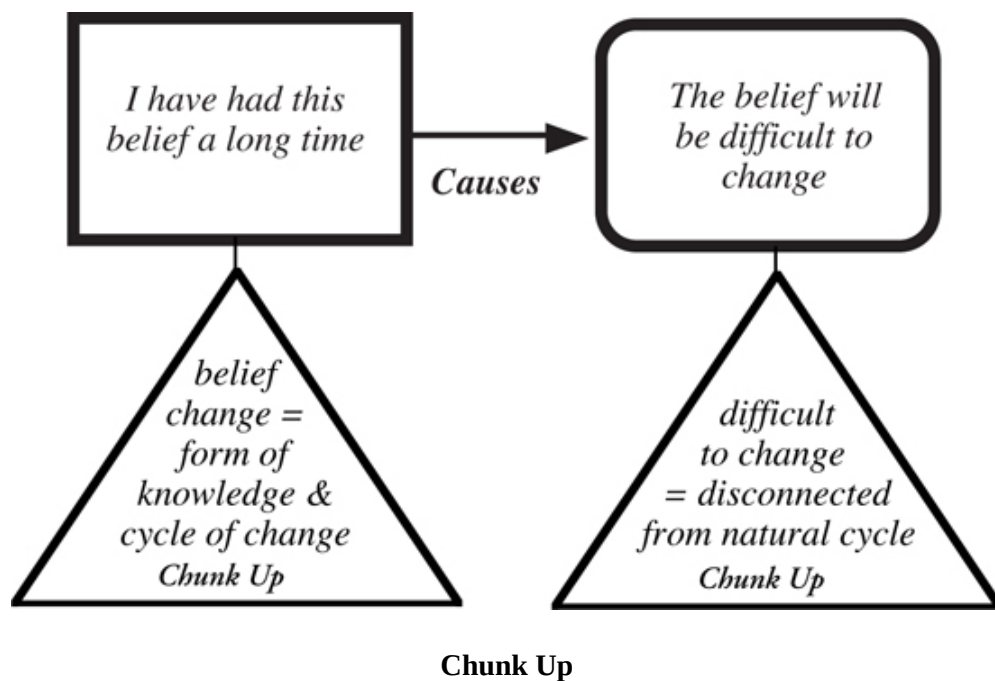 I have had this
belief a long time
Causes
The belief will
be difficult to
change
belief
change =
form of
knowledge &
cycle of change
Chunk Up
difficult
to change
= disconnected
from natural cycle
Chunk Up
Chunk Up